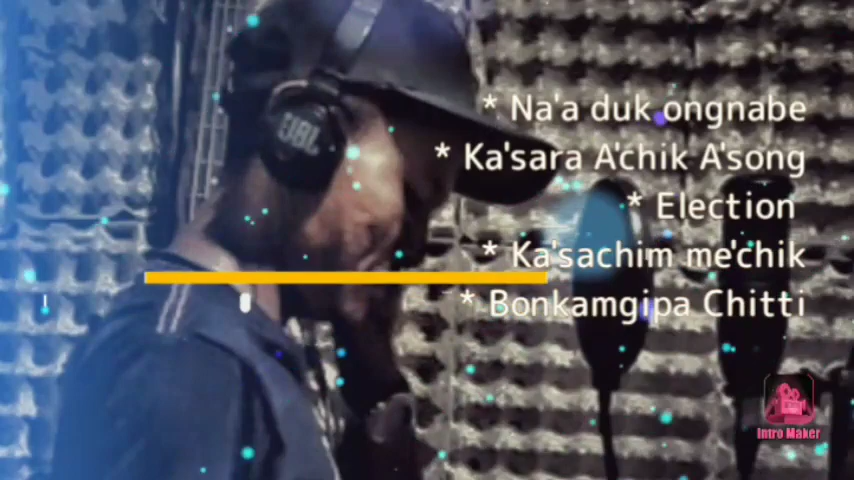 * Na'a duk ongnabe
* Ka'sara A'chik A'song
* Election
* Ka'sachim me'chik
* Bonkamgipa Chitti
JBL
Intro Maker